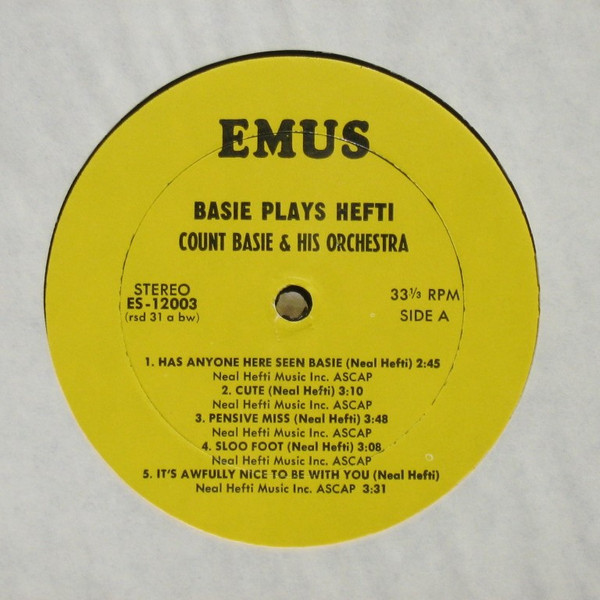 EMUS
BASIE PLAYS HEFTI
COUNT BASIE & HIS ORCHESTRA
STEREO
ES-12003
(rsd 31 a bw)
33⅓ RPM
SIDE A
1. HAS ANYONE HERE SEEN BASIE (Neal Hefti) 2:45
Neal Hefti Music Inc. ASCAP
2. CUTE (Neal Hefti) 3:10
Neal Hefti Music Inc. ASCAP
3. PENSIVE MISS (Neal Hefti) 3:48
Neal Hefti Music Inc. ASCAP
4. SLOO FOOT (Neal Hefti) 3:08
Neal Hefti Music Inc. ASCAP
5. IT'S AWFULLY NICE TO BE WITH YOU (Neal Hefti)
Neal Hefti Music Inc. ASCAP 3:31